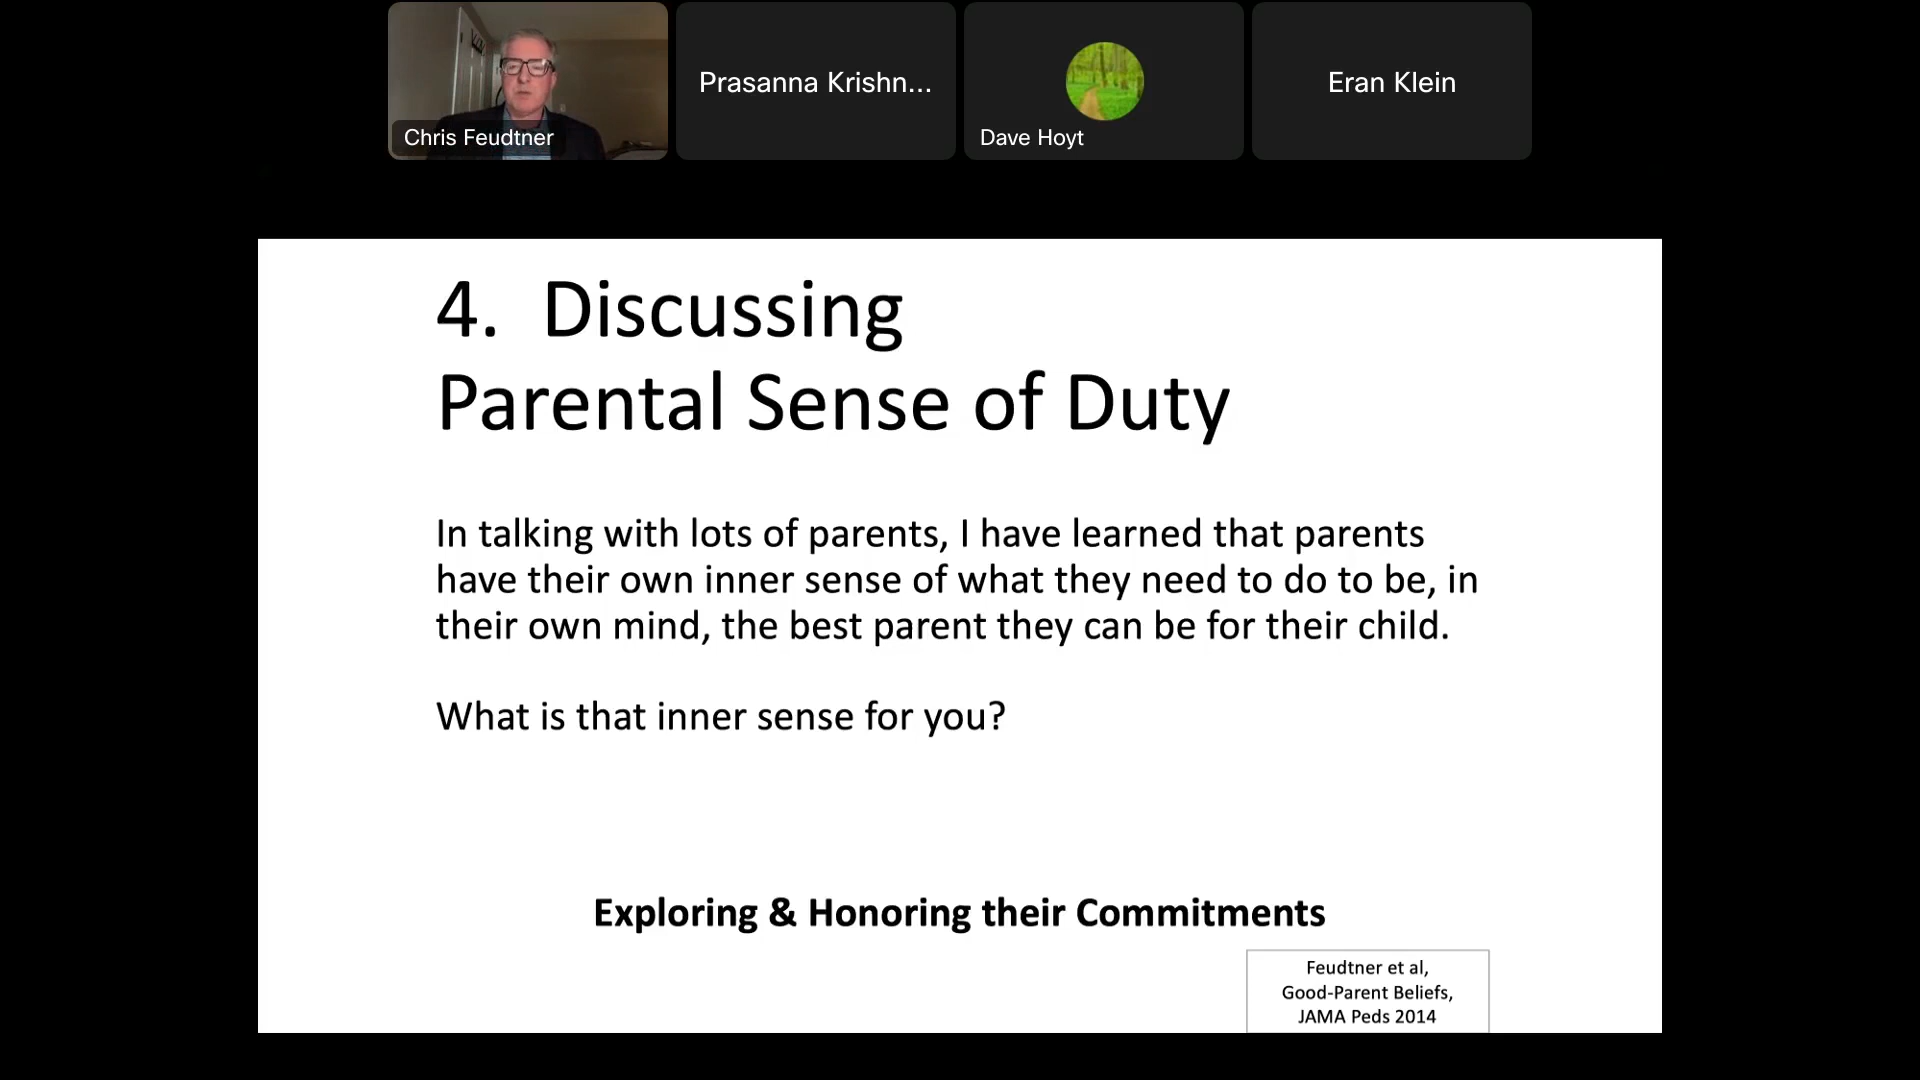 Chris Feudtner
Prasanna Krishn...
Dave Hoyt
Eran Klein
4. Discussing
Parental Sense of Duty
In talking with lots of parents, I have learned that parents
have their own inner sense of what they need to do to be, in
their own mind, the best parent they can be for their child.
What is that inner sense for you?
Exploring & Honoring their Commitments
Feudtner et al,
Good-Parent Beliefs,
JAMA Peds 2014